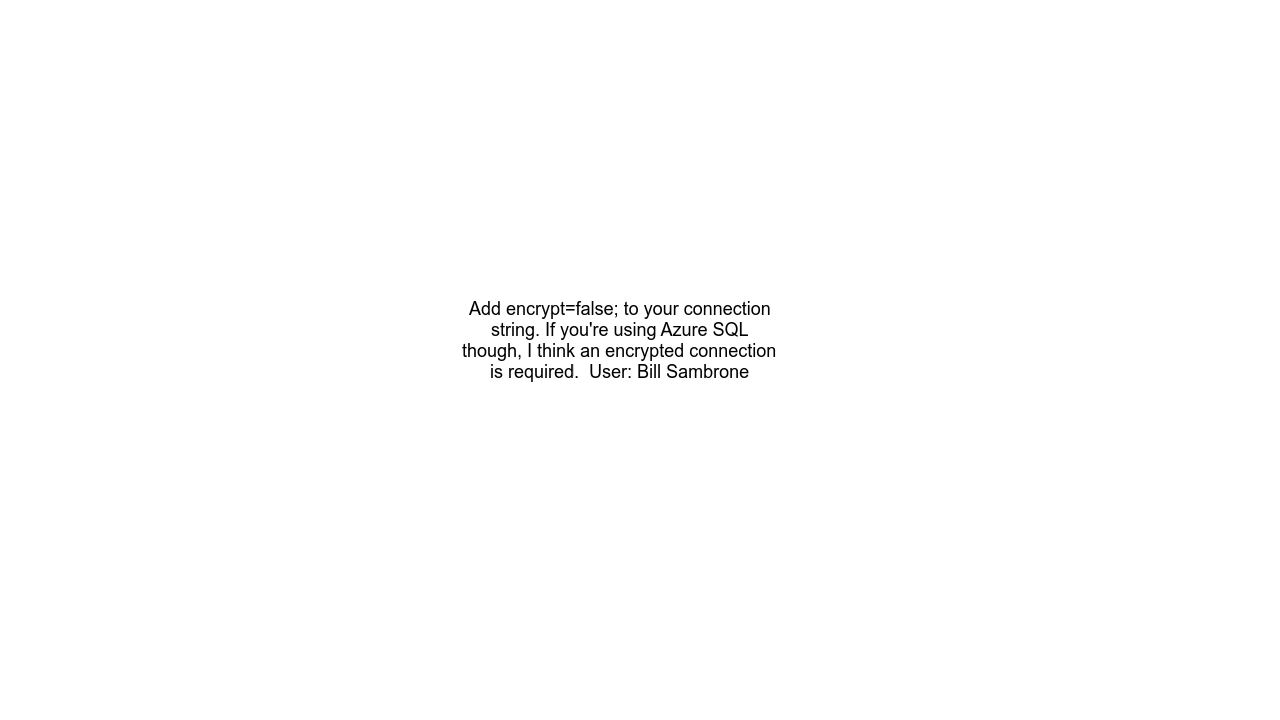 Add encrypt=false; to your connection
string. If you're using Azure SQL
though, I think an encrypted connection
is required.  User: Bill Sambrone